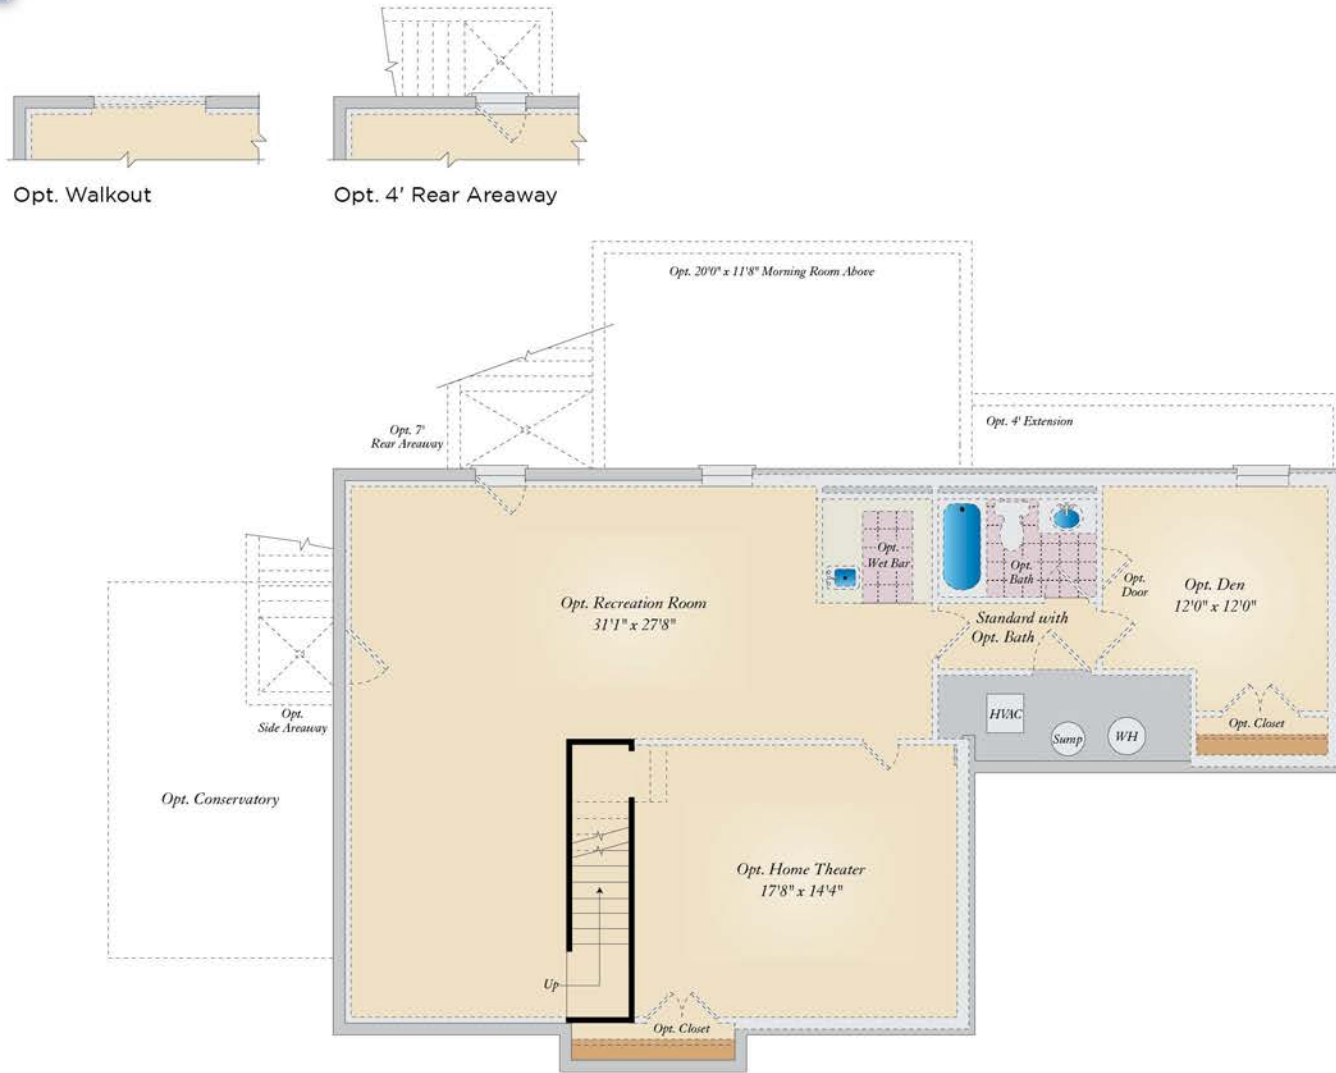 Opt. Walkout
Opt. 4' Rear Areaway
Opt. 20'0" x 11'8" Morning Room Above
Opt. 7'
Rear Areaway
Opt. 4' Extension
Opt.
Wet Bar
Opt.
Bath
Opt.
Door
Opt. Den
12'0" x 12'0"
Opt. Recreation Room
31'1" x 27'8"
Standard with
Opt. Bath
Opt.
Side Areaway
HVAC
Sump
WH
Opt. Closet
Opt. Conservatory
Opt. Home Theater
17'8" x 14'4"
Up
Opt. Closet